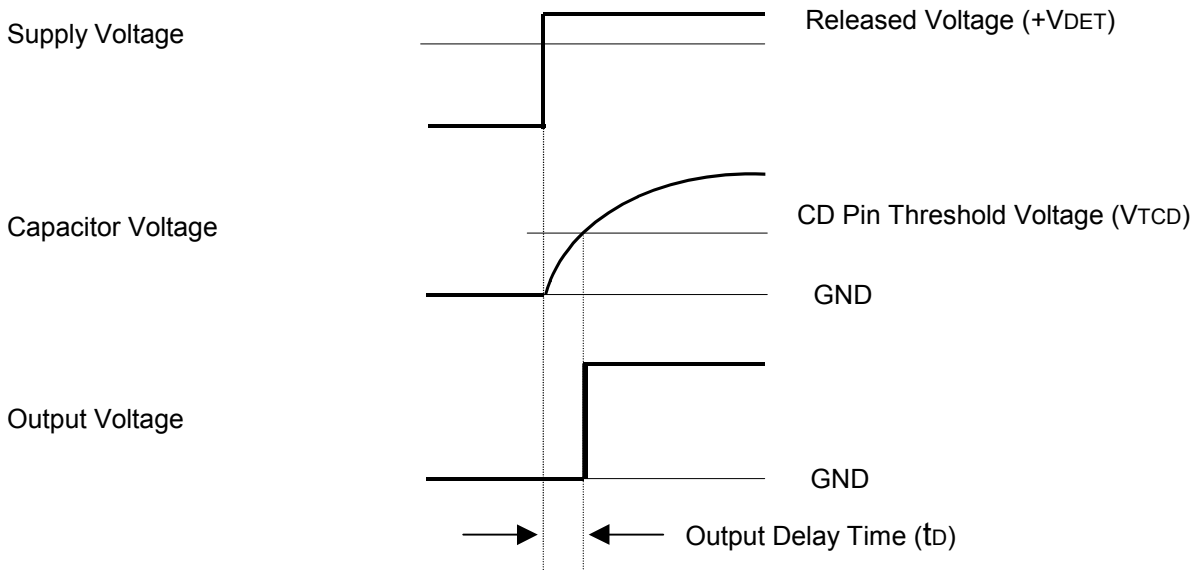 Released Voltage (+VDET)
Supply Voltage
CD Pin Threshold Voltage (VTCD)
Capacitor Voltage
GND
Output Voltage
GND
Output Delay Time (tD)